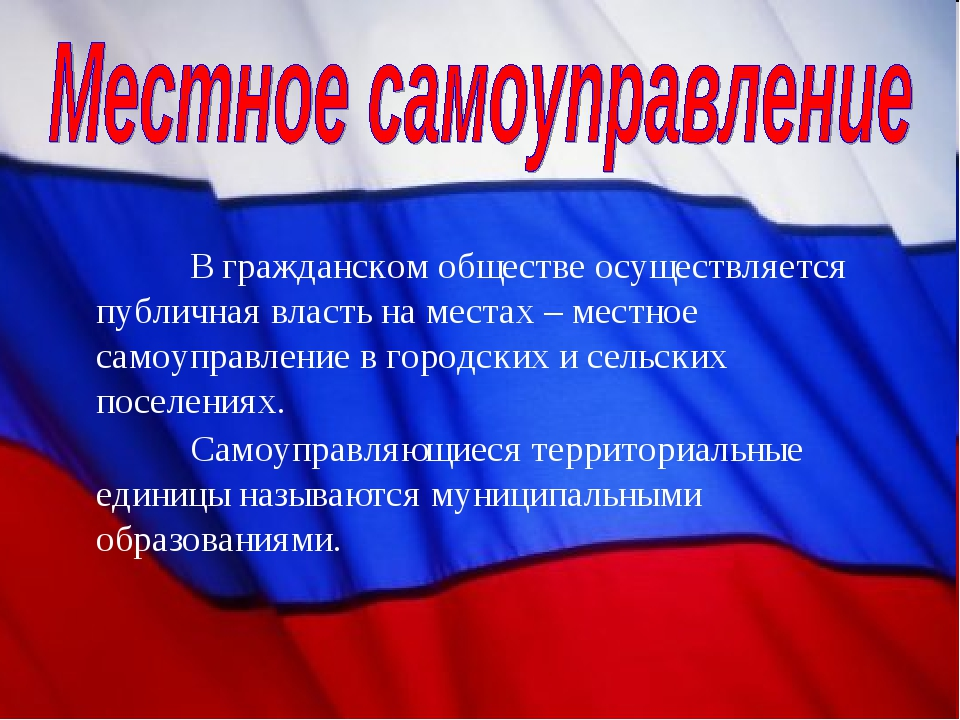 Местное самоуправление
В гражданском обществе осуществляется
публичная власть на местах – местное
самоуправление в городских и сельских
поселениях.
Самоуправляющиеся территориальные
единицы называются муниципальными
образованиями.